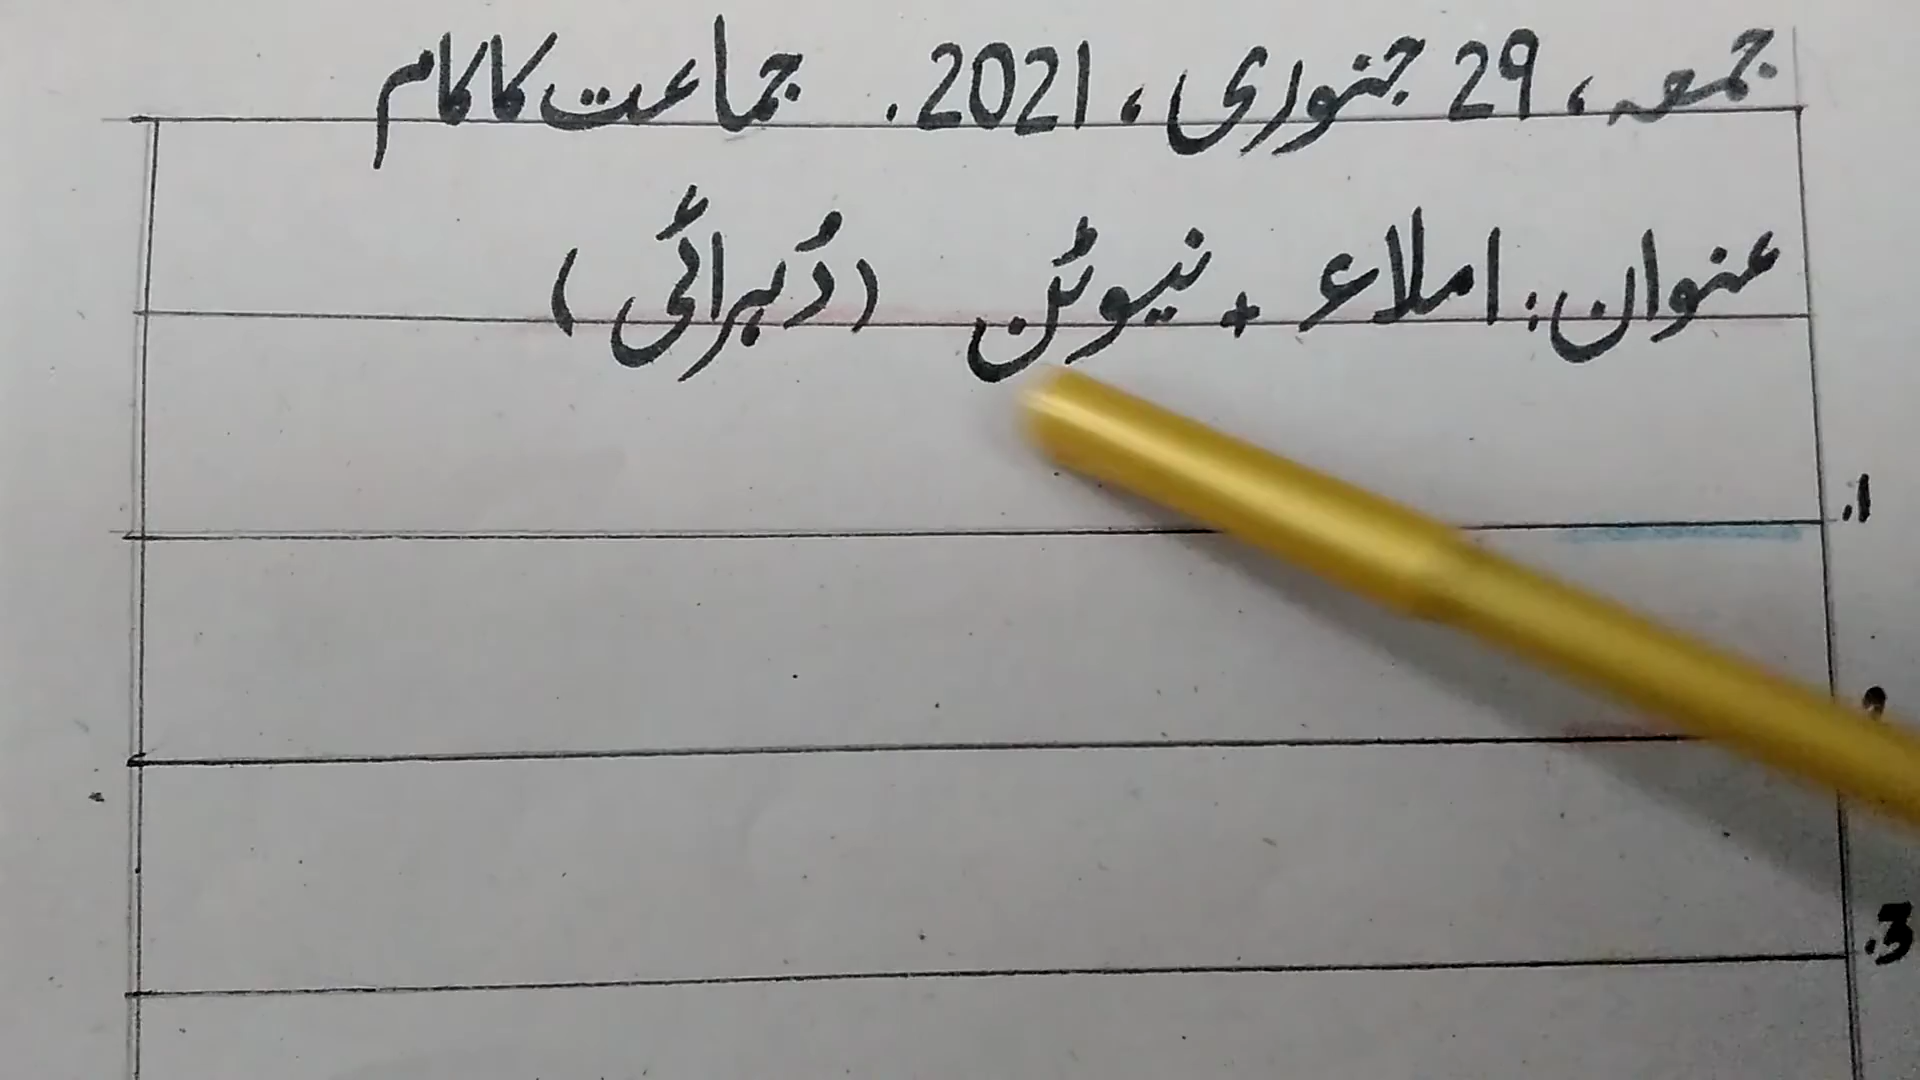 جمعہ، 29 جنوری، 2021. جماعت کا کام
عنوان: املاء + نیوٹن (دُہرائی)
1.
3.